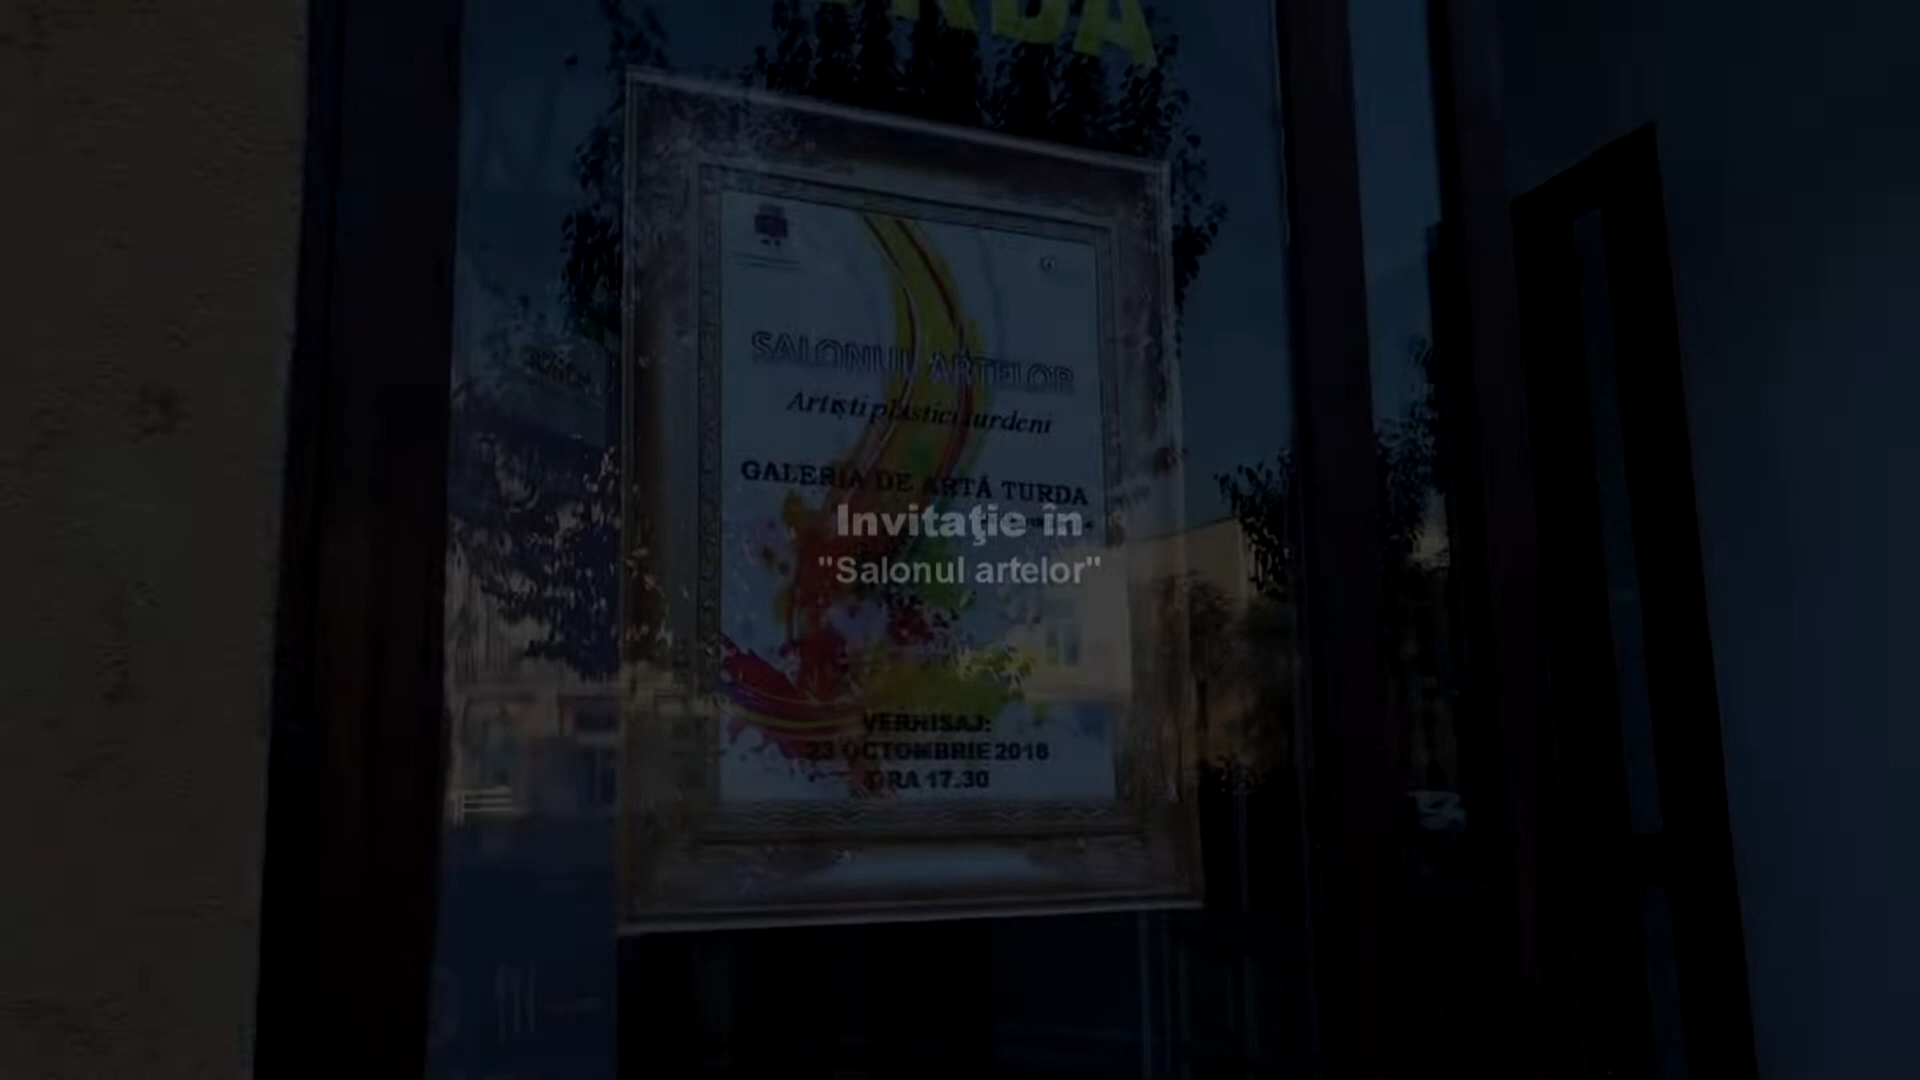 SALONUL ARTELOR
Artiști plastici turdeni
GALERIA DE ARTĂ TURDA
Invitaţie în
"Salonul artelor"
VERNISAJ:
23 OCTOMBRIE 2018
ORA 17.30